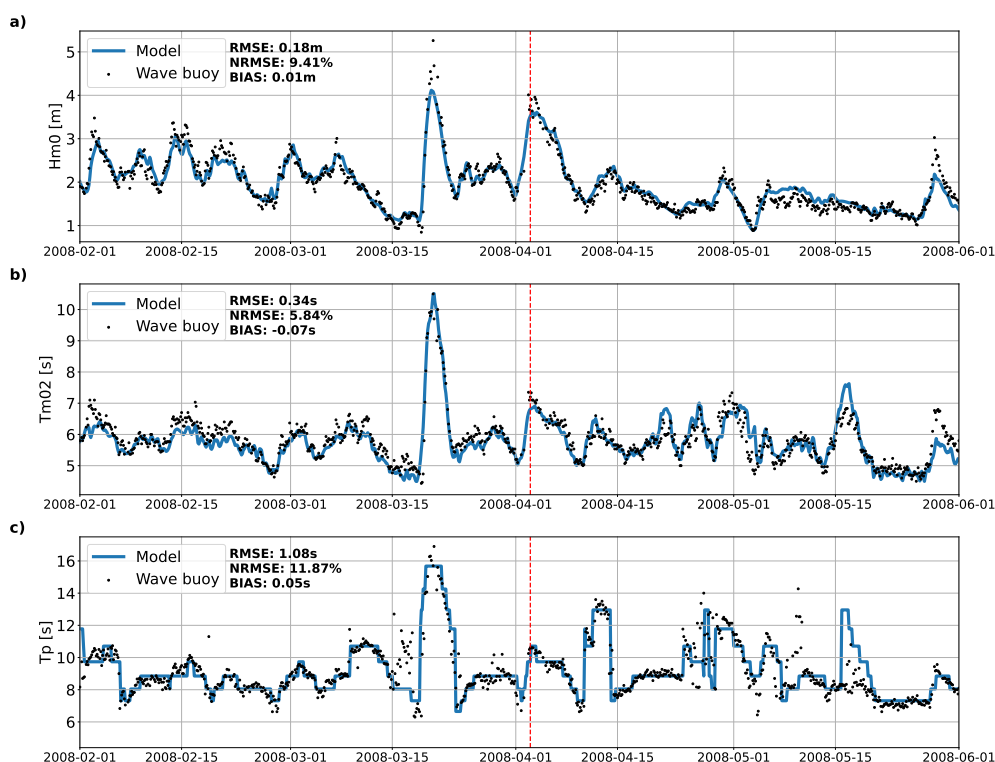 a)
Hm0 [m]
5
4
3
2
1
Model
Wave buoy
RMSE: 0.18m
NRMSE: 9.41%
BIAS: 0.01m
2008-02-01 2008-02-15 2008-03-01 2008-03-15 2008-04-01 2008-04-15 2008-05-01 2008-05-15 2008-06-01
b)
Tm02 [s]
10
9
8
7
6
5
Model
Wave buoy
RMSE: 0.34s
NRMSE: 5.84%
BIAS: -0.07s
2008-02-01 2008-02-15 2008-03-01 2008-03-15 2008-04-01 2008-04-15 2008-05-01 2008-05-15 2008-06-01
c)
Tp [s]
16
14
12
10
8
6
Model
Wave buoy
RMSE: 1.08s
NRMSE: 11.87%
BIAS: 0.05s
2008-02-01 2008-02-15 2008-03-01 2008-03-15 2008-04-01 2008-04-15 2008-05-01 2008-05-15 2008-06-01